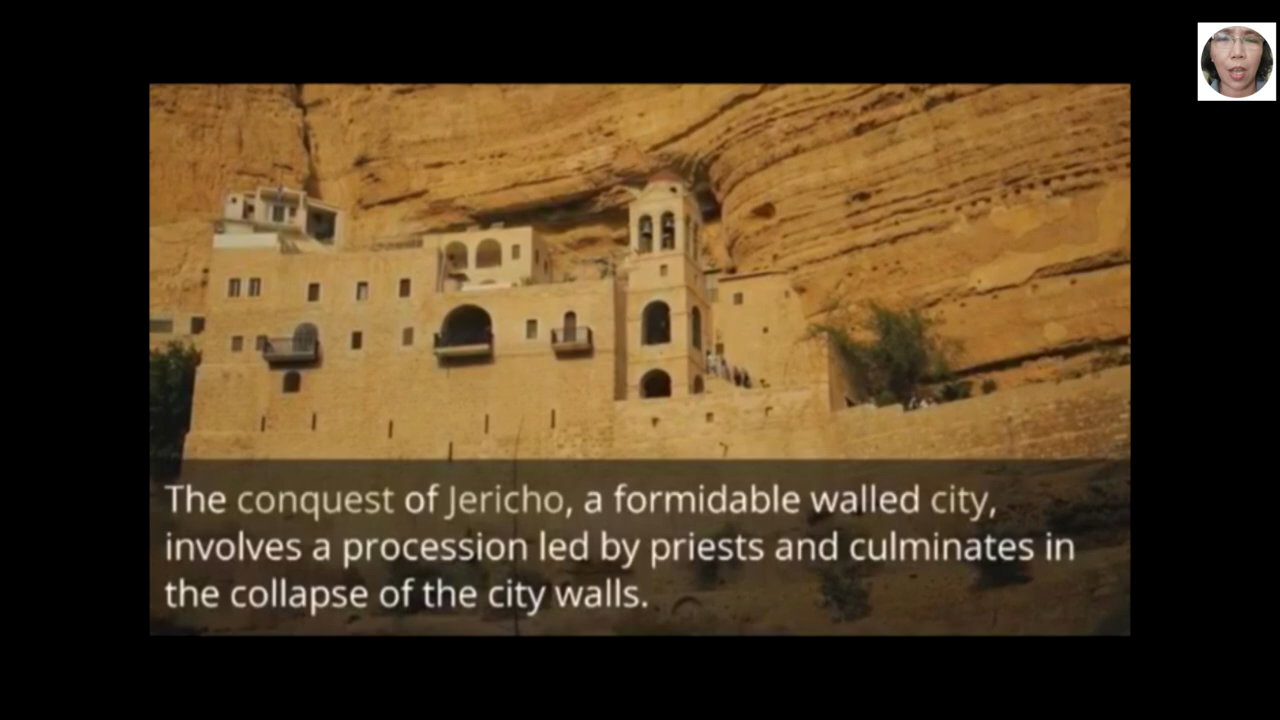 The conquest of Jericho, a formidable walled city,
involves a procession led by priests and culminates in
the collapse of the city walls.